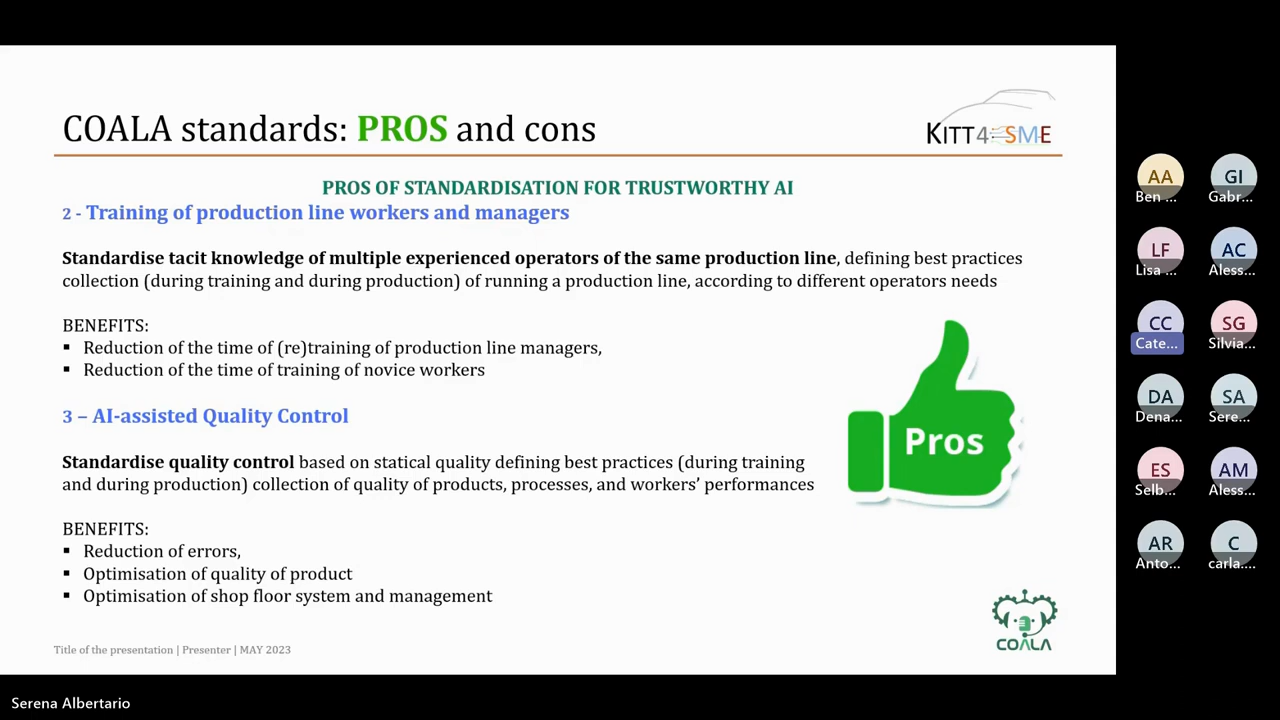 COALA standards: PROS and cons
KITT4SME
PROS OF STANDARDISATION FOR TRUSTWORTHY AI
2 - Training of production line workers and managers
Standardise tacit knowledge of multiple experienced operators of the same production line, defining best practices
collection (during training and during production) of running a production line, according to different operators needs
BENEFITS:
▪ Reduction of the time of (re)training of production line managers,
▪ Reduction of the time of training of novice workers
3 – AI-assisted Quality Control
Standardise quality control based on statical quality defining best practices (during training
and during production) collection of quality of products, processes, and workers’ performances
Pros
BENEFITS:
▪ Reduction of errors,
▪ Optimisation of quality of product
▪ Optimisation of shop floor system and management
COALA
Title of the presentation | Presenter | MAY 2023
AA GI
Ben ... Gabr...
LF AC
Lisa ... Aless...
CC SG
Cate... Silvia...
DA SA
Dena... Sere...
ES AM
Selb... Aless...
AR C
Anto... carla....
Serena Albertario